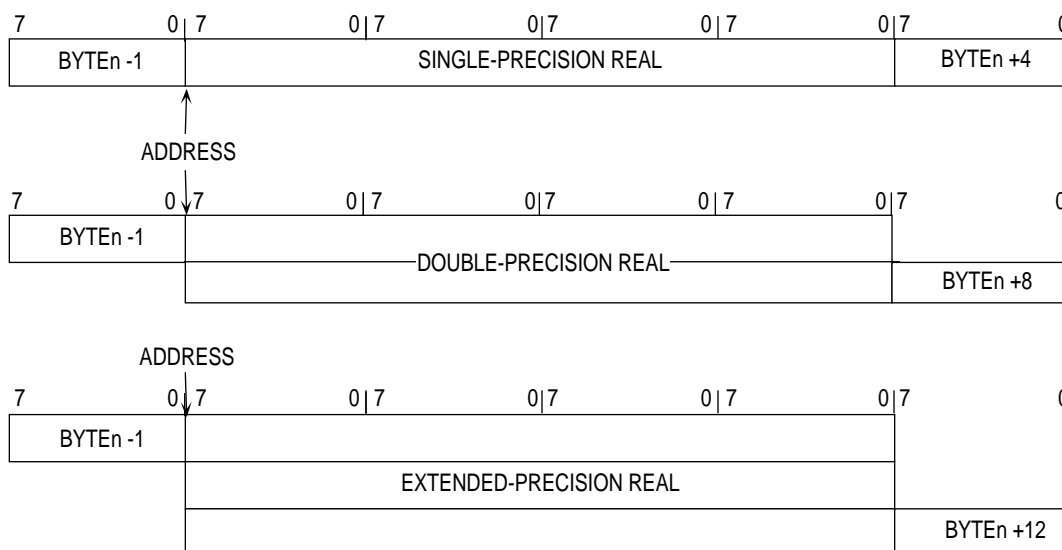 7 0 7 0 7 0 7 0 7 0 7 0
BYTEn -1 SINGLE-PRECISION REAL BYTEn +4
ADDRESS
7 0 7 0 7 0 7 0 7 0 7 0
BYTEn -1
DOUBLE-PRECISION REAL
BYTEn +8
ADDRESS
7 0 7 0 7 0 7 0 7 0 7 0
BYTEn -1
EXTENDED-PRECISION REAL
BYTEn +12